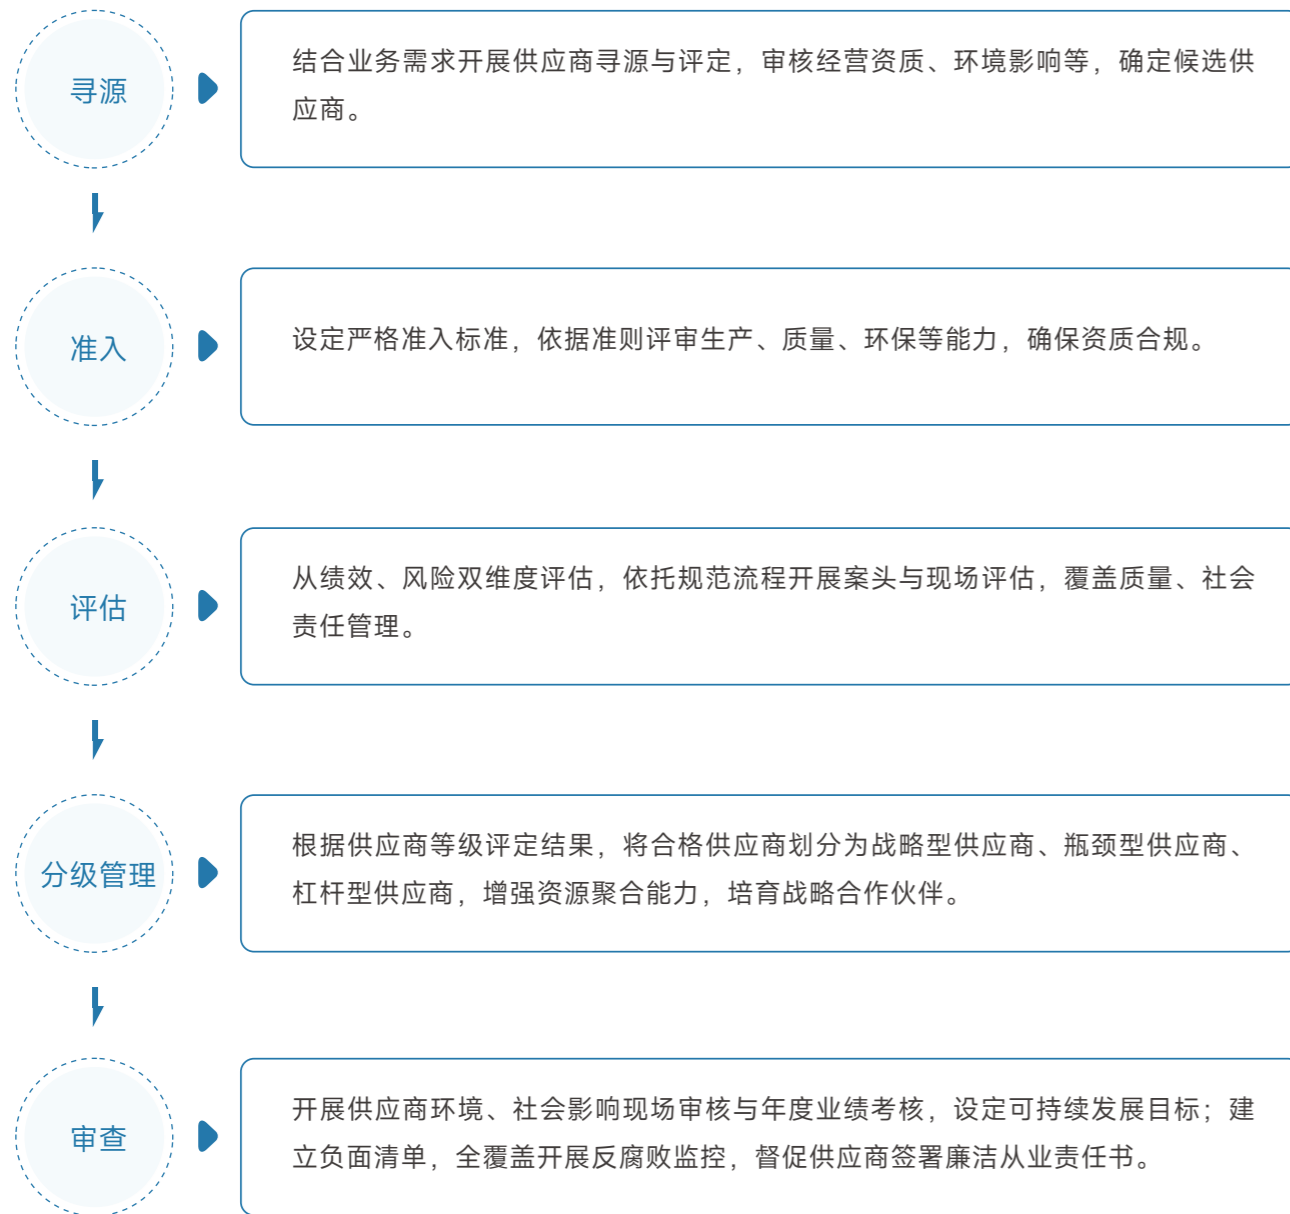 寻源
结合业务需求开展供应商寻源与评定，审核经营资质、环境影响等，确定候选供
应商。
准入
设定严格准入标准，依据准则评审生产、质量、环保等能力，确保资质合规。
评估
从绩效、风险双维度评估，依托规范流程开展案头与现场评估，覆盖质量、社会
责任管理。
分级管理
根据供应商等级评定结果，将合格供应商划分为战略型供应商、瓶颈型供应商、
杠杆型供应商，增强资源聚合能力，培育战略合作伙伴。
审查
开展供应商环境、社会影响现场审核与年度业绩考核，设定可持续发展目标；建
立负面清单，全覆盖开展反腐败监控，督促供应商签署廉洁从业责任书。